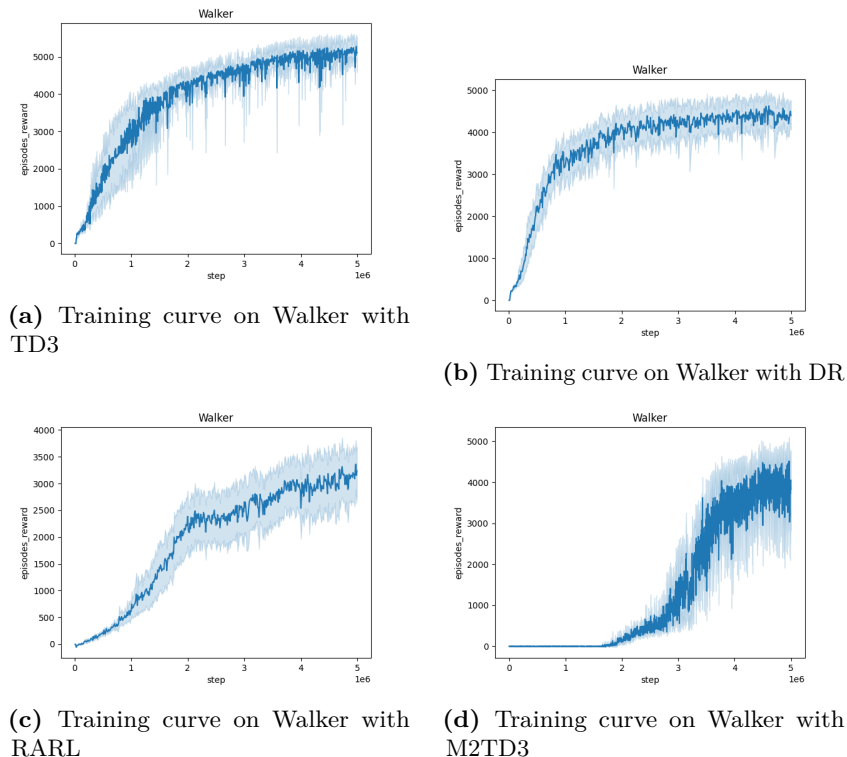 Walker
5000
4000
3000
2000
1000
0
episodes_reward
0 1 2 3 4 5
step 1e6
(a) Training curve on Walker with
TD3
Walker
5000
4000
3000
2000
1000
0
episodes_reward
0 1 2 3 4 5
step 1e6
(b) Training curve on Walker with DR
Walker
4000
3500
3000
2500
2000
1500
1000
500
0
episodes_reward
0 1 2 3 4 5
step 1e6
(c) Training curve on Walker with
RARL
Walker
5000
4000
3000
2000
1000
0
episodes_reward
0 1 2 3 4 5
step 1e6
(d) Training curve on Walker with
M2TD3